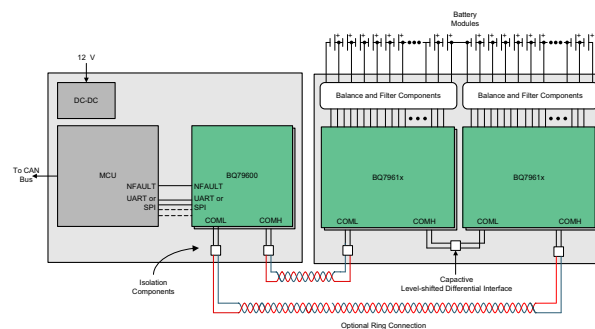 Battery
Modules
12 V
DC-DC
Balance and Filter Components
Balance and Filter Components
To CAN
Bus
MCU
NFAULT
UART or
SPI
BQ79600
NFAULT
UART or
SPI
COML
COMH
BQ7961x
COML
COMH
BQ7961x
COML
COMH
Isolation
Components
Capactive
Level-shifted Differential Interface
Optional Ring Connection